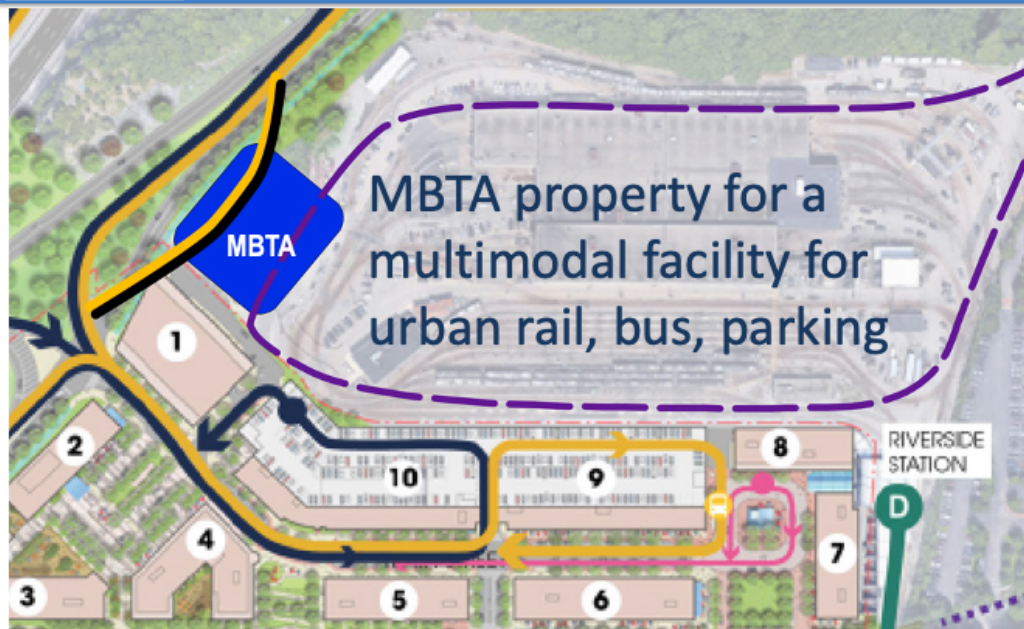 MBTA property for a
multimodal facility for
urban rail, bus, parking
MBTA
1
2
3
4
5
6
7
8
9
10
RIVERSIDE
STATION
D